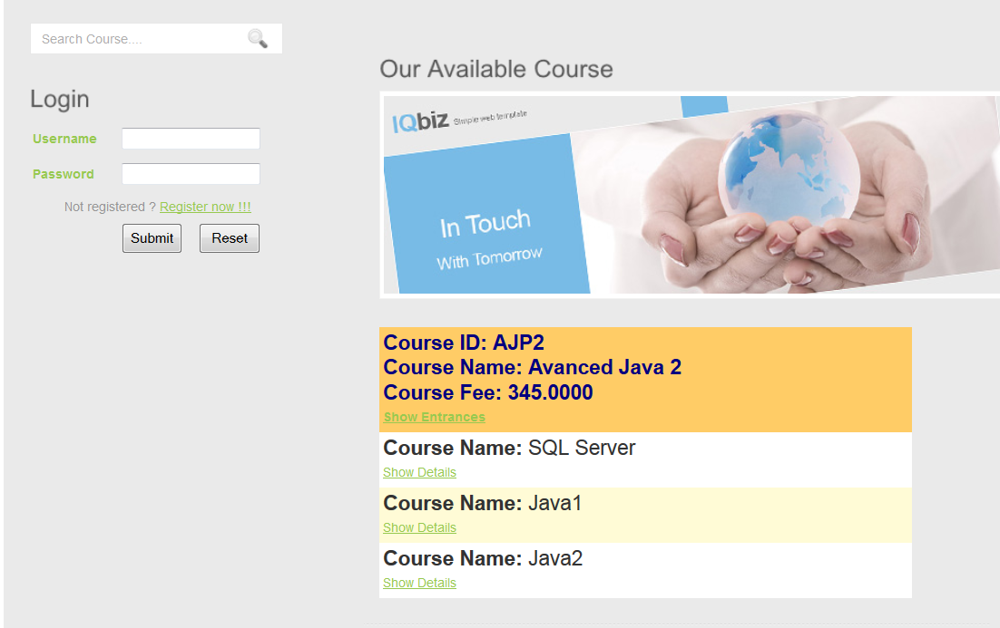 Search Course....
Login
Username
Password
Not registered ? Register now !!!
Submit Reset
Our Available Course
IQbiz Simple web template
In Touch
With Tomorrow
Course ID: AJP2
Course Name: Avanced Java 2
Course Fee: 345.0000
Show Entrances
Course Name: SQL Server
Show Details
Course Name: Java1
Show Details
Course Name: Java2
Show Details